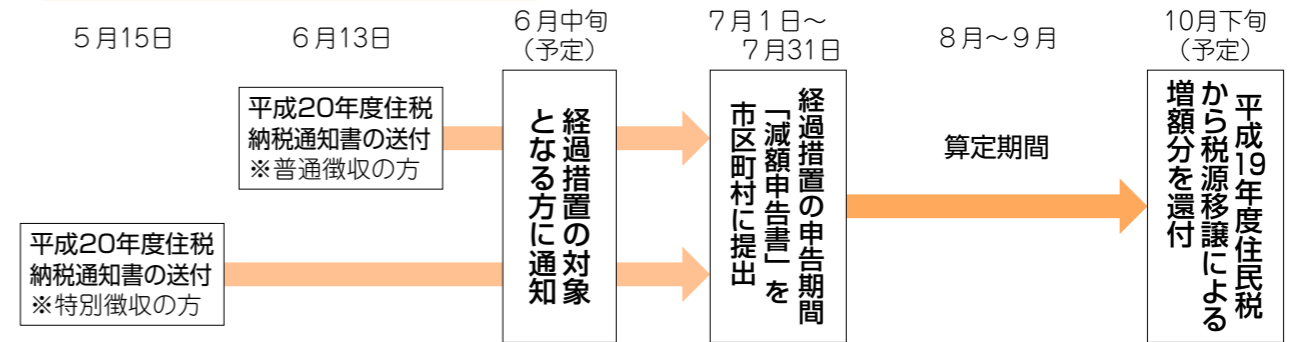 5月15日
6月13日
6月中旬
(予定)
7月1日~
7月31日
8月~9月
10月下旬
(予定)
平成20年度住税
納税通知書の送付
※普通徴収の方
平成20年度住税
納税通知書の送付
※特別徴収の方
経過措置の対象
となる方に通知
経過措置の申告期間
「減額申告書」を
市区町村に提出
算定期間
平成19年度住民税
から税源移譲による
増額分を還付